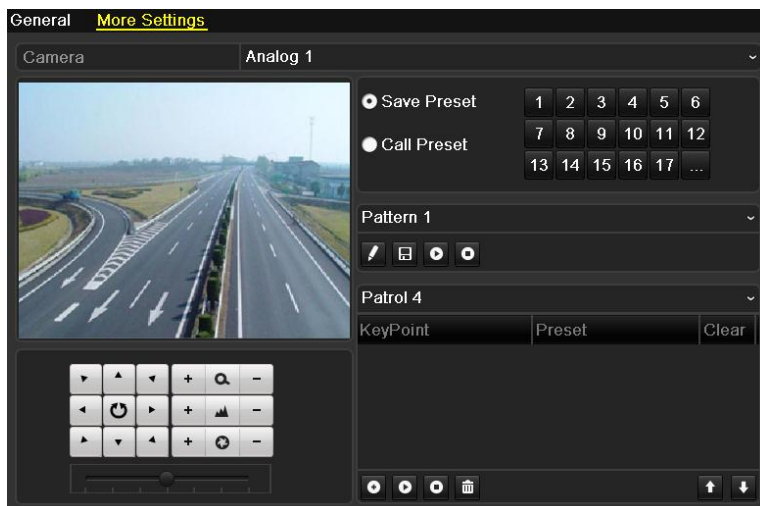 General More Settings
Camera Analog 1
Save Preset 1 2 3 4 5 6
Call Preset 7 8 9 10 11 12
13 14 15 16 17 ...
Pattern 1
Patrol 4
KeyPoint Preset Clear